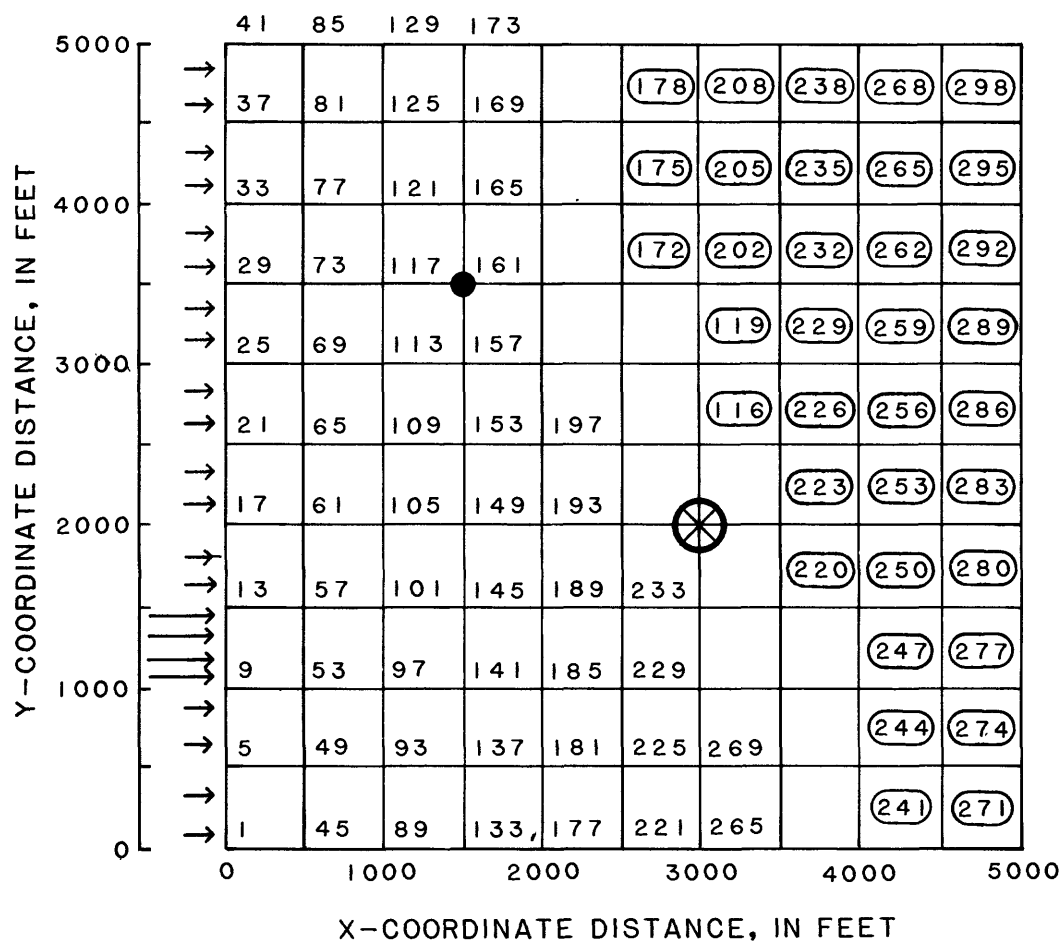 41 85 129 173
5000
178 208 238 268 298
37 81 125 169
175 205 235 265 295
33 77 121 165
4000
172 202 232 262 292
29 73 117 161
119 229 259 289
25 69 113 157
3000
116 226 256 286
21 65 109 153 197
223 253 283
17 61 105 149 193
2000
220 250 280
13 57 101 145 189 233
247 277
9 53 97 141 185 229
1000
244 274
5 49 93 137 181 225 269
241 271
1 45 89 133, 177 221 265
0
0 1000 2000 3000 4000 5000
X-COORDINATE DISTANCE, IN FEET
Y-COORDINATE DISTANCE, IN FEET